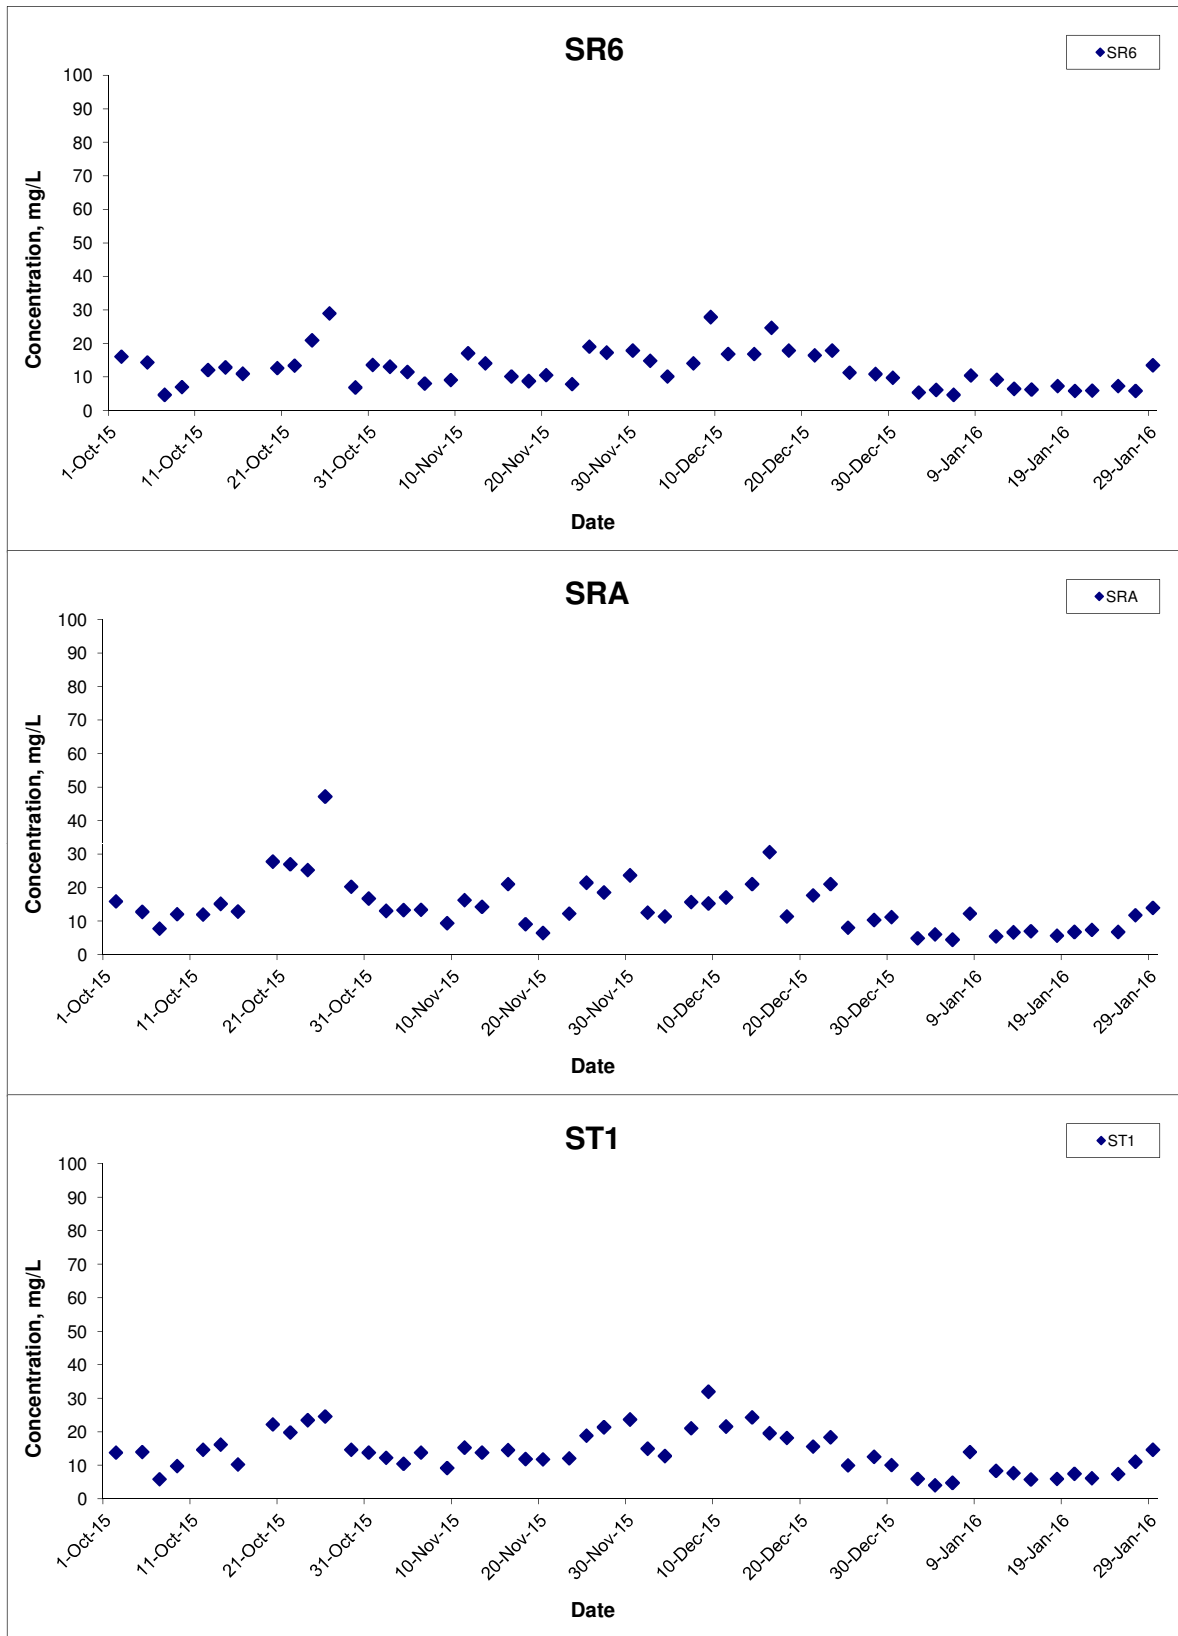 SR6
SR6
100
90
80
70
60
50
40
30
20
10
0
Concentration, mg/L
1-Oct-15
11-Oct-15
21-Oct-15
31-Oct-15
10-Nov-15
20-Nov-15
30-Nov-15
10-Dec-15
20-Dec-15
30-Dec-15
9-Jan-16
19-Jan-16
29-Jan-16
Date
SRA
SRA
100
90
80
70
60
50
40
30
20
10
0
Concentration, mg/L
1-Oct-15
11-Oct-15
21-Oct-15
31-Oct-15
10-Nov-15
20-Nov-15
30-Nov-15
10-Dec-15
20-Dec-15
30-Dec-15
9-Jan-16
19-Jan-16
29-Jan-16
Date
ST1
ST1
100
90
80
70
60
50
40
30
20
10
0
Concentration, mg/L
1-Oct-15
11-Oct-15
21-Oct-15
31-Oct-15
10-Nov-15
20-Nov-15
30-Nov-15
10-Dec-15
20-Dec-15
30-Dec-15
9-Jan-16
19-Jan-16
29-Jan-16
Date